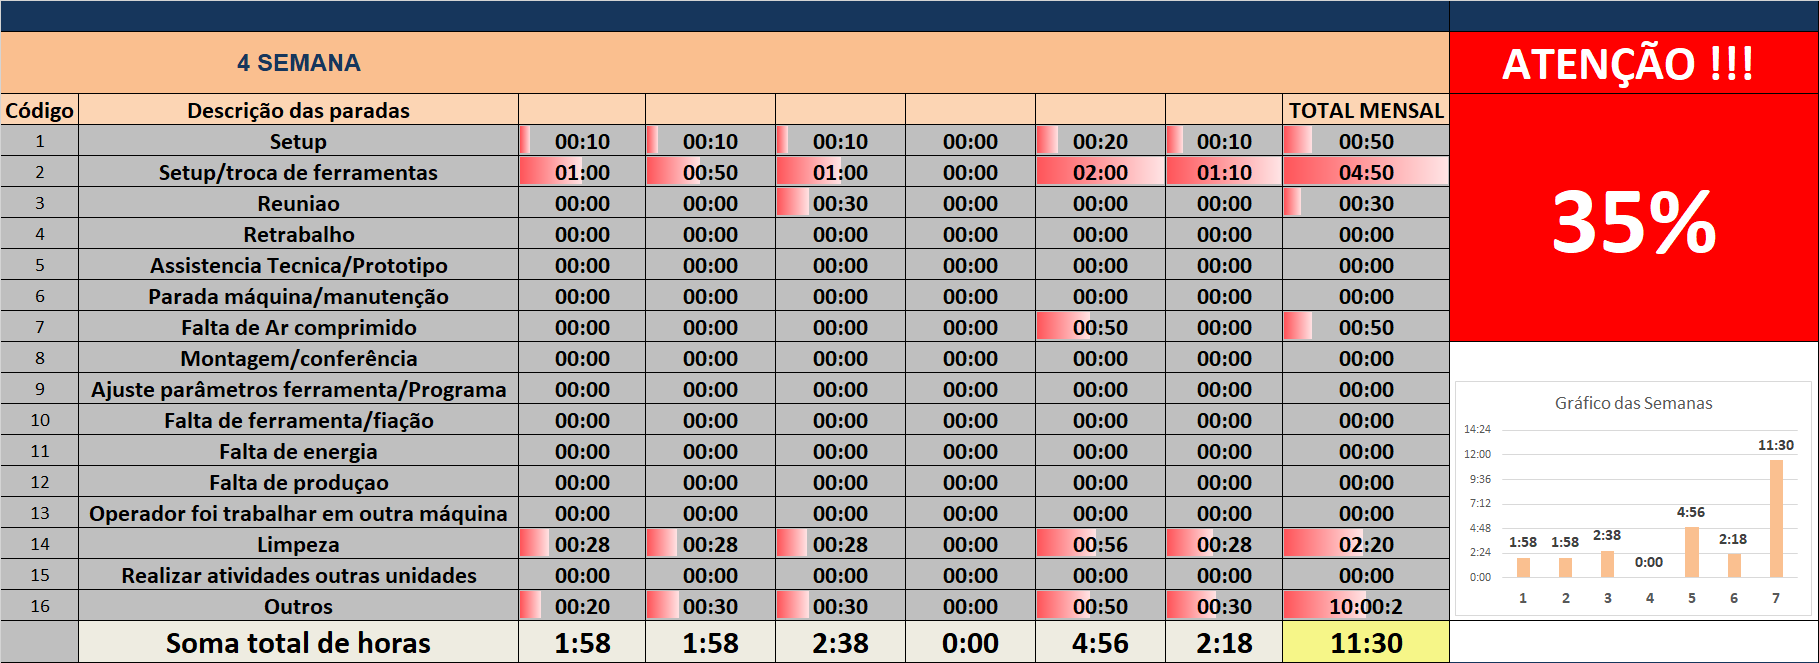 4 SEMANA
ATENÇÃO !!!
Código Descrição das paradas TOTAL MENSAL
1 Setup 00:10 00:10 00:10 00:00 00:20 00:10 00:50
2 Setup/troca de ferramentas 01:00 00:50 01:00 00:00 02:00 01:10 04:50
3 Reuniao 00:00 00:00 00:30 00:00 00:00 00:00 00:30
4 Retrabalho 00:00 00:00 00:00 00:00 00:00 00:00 00:00
5 Assistencia Tecnica/Prototipo 00:00 00:00 00:00 00:00 00:00 00:00 00:00
6 Parada máquina/manutenção 00:00 00:00 00:00 00:00 00:00 00:00 00:00
7 Falta de Ar comprimido 00:00 00:00 00:00 00:00 00:50 00:00 00:50
8 Montagem/conferência 00:00 00:00 00:00 00:00 00:00 00:00 00:00
9 Ajuste parâmetros ferramenta/Programa 00:00 00:00 00:00 00:00 00:00 00:00 00:00
10 Falta de ferramenta/fiação 00:00 00:00 00:00 00:00 00:00 00:00 00:00
11 Falta de energia 00:00 00:00 00:00 00:00 00:00 00:00 00:00
12 Falta de produçao 00:00 00:00 00:00 00:00 00:00 00:00 00:00
13 Operador foi trabalhar em outra máquina 00:00 00:00 00:00 00:00 00:00 00:00 00:00
14 Limpeza 00:28 00:28 00:28 00:00 00:56 00:28 02:20
15 Realizar atividades outras unidades 00:00 00:00 00:00 00:00 00:00 00:00 00:00
16 Outros 00:20 00:30 00:30 00:00 00:50 00:30 10:00:2
Soma total de horas 1:58 1:58 2:38 0:00 4:56 2:18 11:30
35%
Gráfico das Semanas
14:24
12:00
9:36
7:12
4:48
2:24
0:00
1:58 1:58 2:38 0:00 4:56 2:18 11:30
1 2 3 4 5 6 7